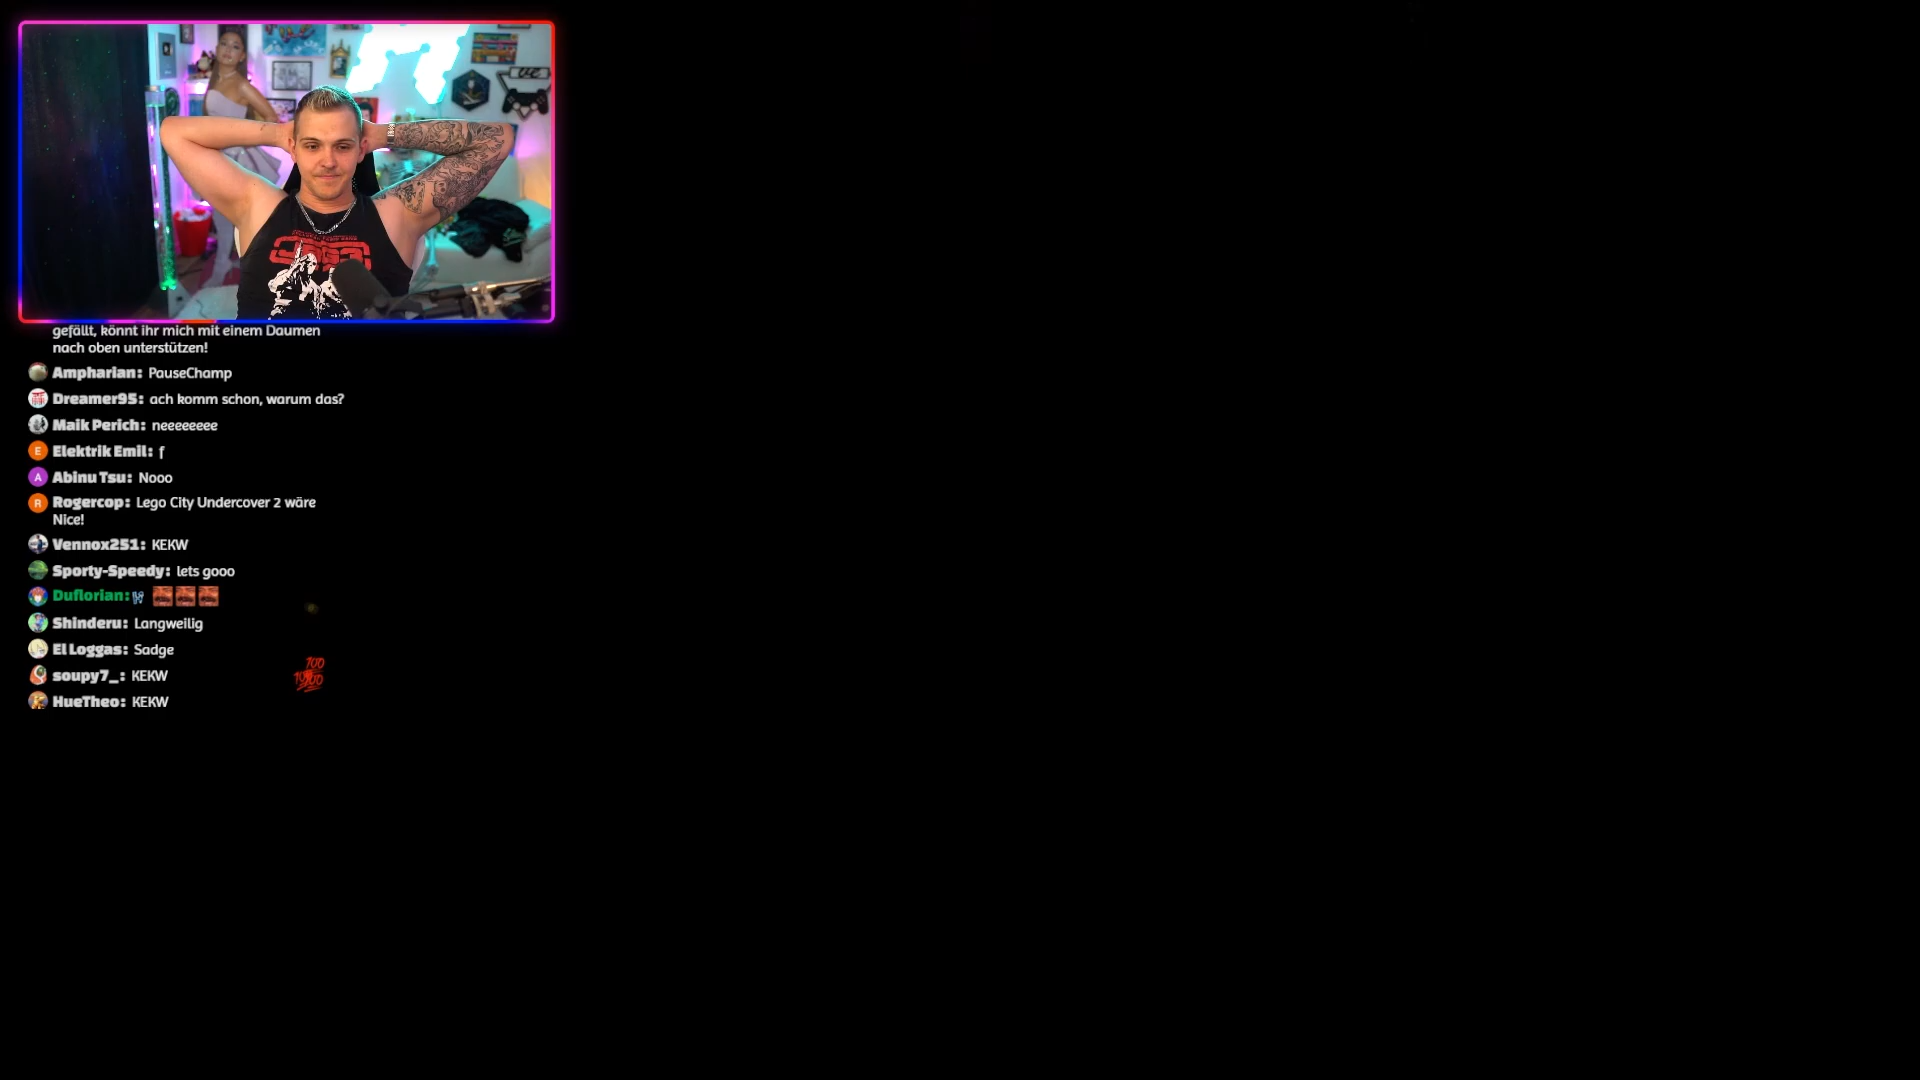 gefällt, könnt ihr mich mit einem Daumen
nach oben unterstützen!
Ampharian: PauseChamp
Dreamer95: ach komm schon, warum das?
Maik Perich: neeeeeeee
E Elektrik Emil: f
A Abinu Tsu: Nooo
R Rogercop: Lego City Undercover 2 wäre
Nice!
Vennox251: KEKW
Sporty-Speedy: lets gooo
Duflorian:
Shinderu: Langweilig
El Loggas: Sadge
soupy7_: KEKW
100
100
HueTheo: KEKW